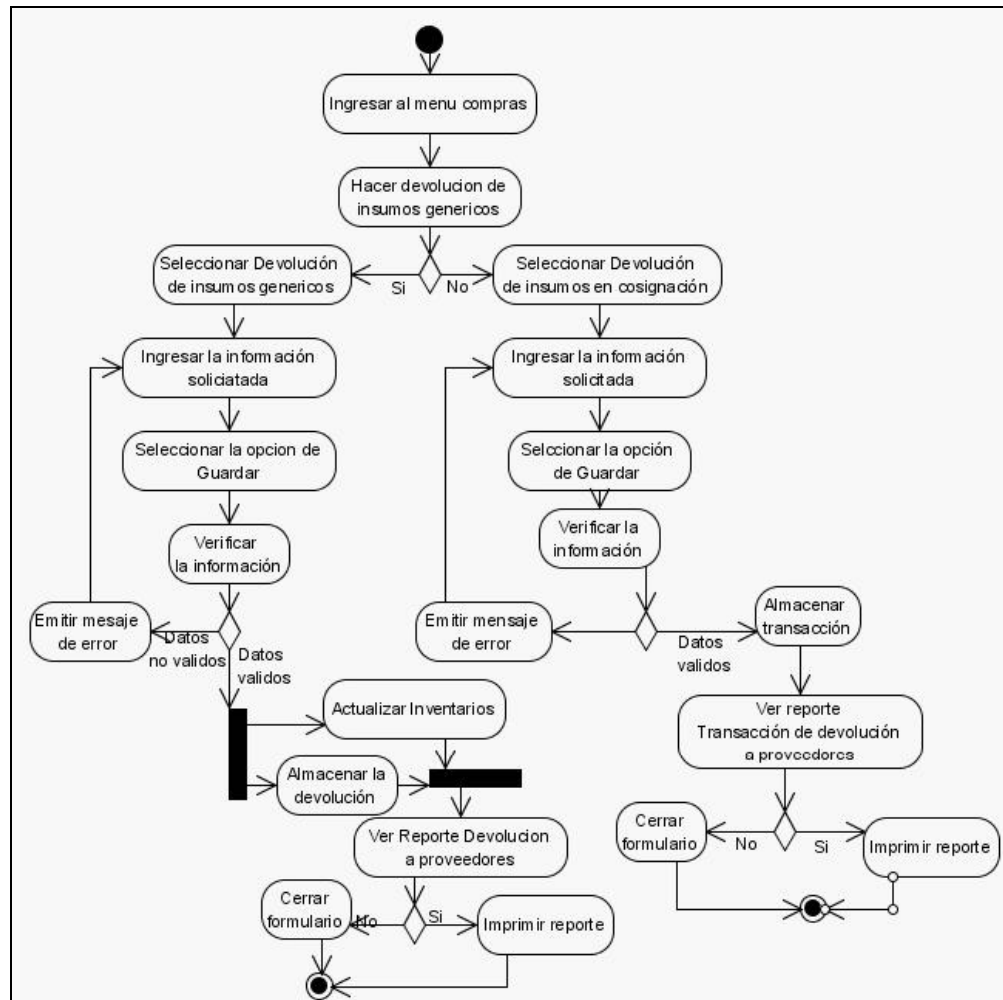 Ingresar al menu compras
Hacer devolucion de
insumos genericos
Seleccionar Devolución
de insumos genericos
Si
No
Seleccionar Devolución
de insumos en cosignación
Ingresar la información
soliciatada
Ingresar la información
solicitada
Seleccionar la opcion de
Guardar
Selccionar la opción
de Guardar
Verificar
la información
Verificar la
información
Emitir mesaje
de error
Datos
no validos
Datos
validos
Emitir mensaje
de error
Datos
validos
Almacenar
transacción
Actualizar Inventarios
Almacenar la
devolución
Ver reporte
Transacción de devolución
a proveedores
Ver Reporte Devolucion
a proveedores
Cerrar
formulario
No
Si
Imprimir reporte
Cerrar
formulario
No
Si
Imprimir reporte